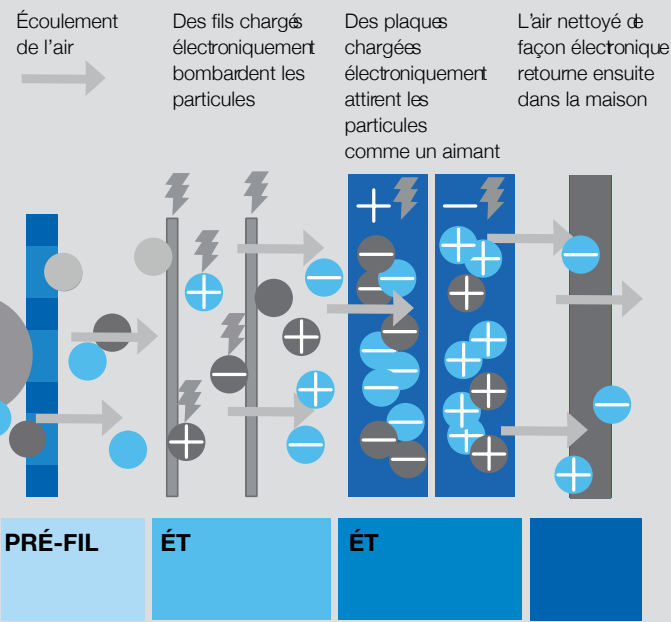 Écoulement
de l'air
Des fils chargés
électroniquement
bombardent les
particules
Des plaques
chargées
électroniquement
attirent les
particules
comme un aimant
L'air nettoyé de
façon électronique
retourne ensuite
dans la maison
PRÉ-FIL
ÉT
ÉT